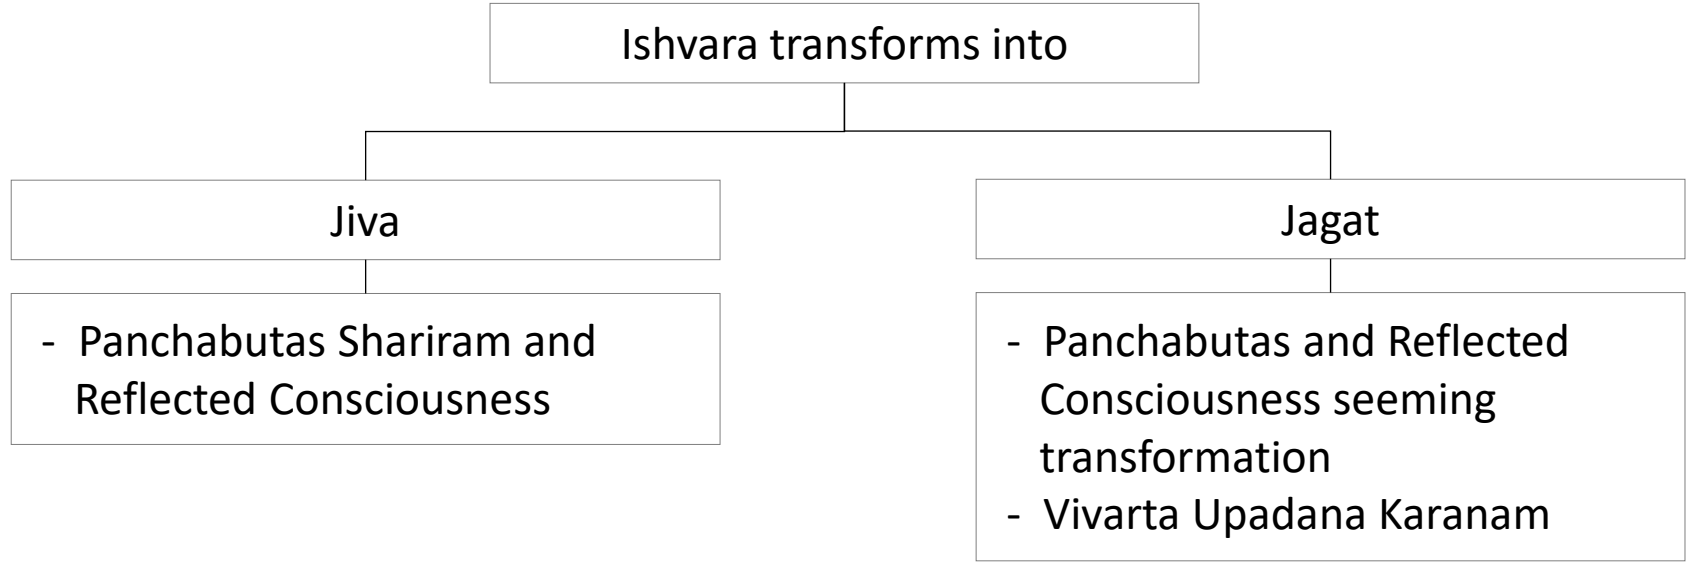 Ishvara transforms into
Jiva
Jagat
- Panchabutas Shariram and
Reflected Consciousness
- Panchabutas and Reflected
Consciousness seeming
transformation
- Vivarta Upadana Karanam